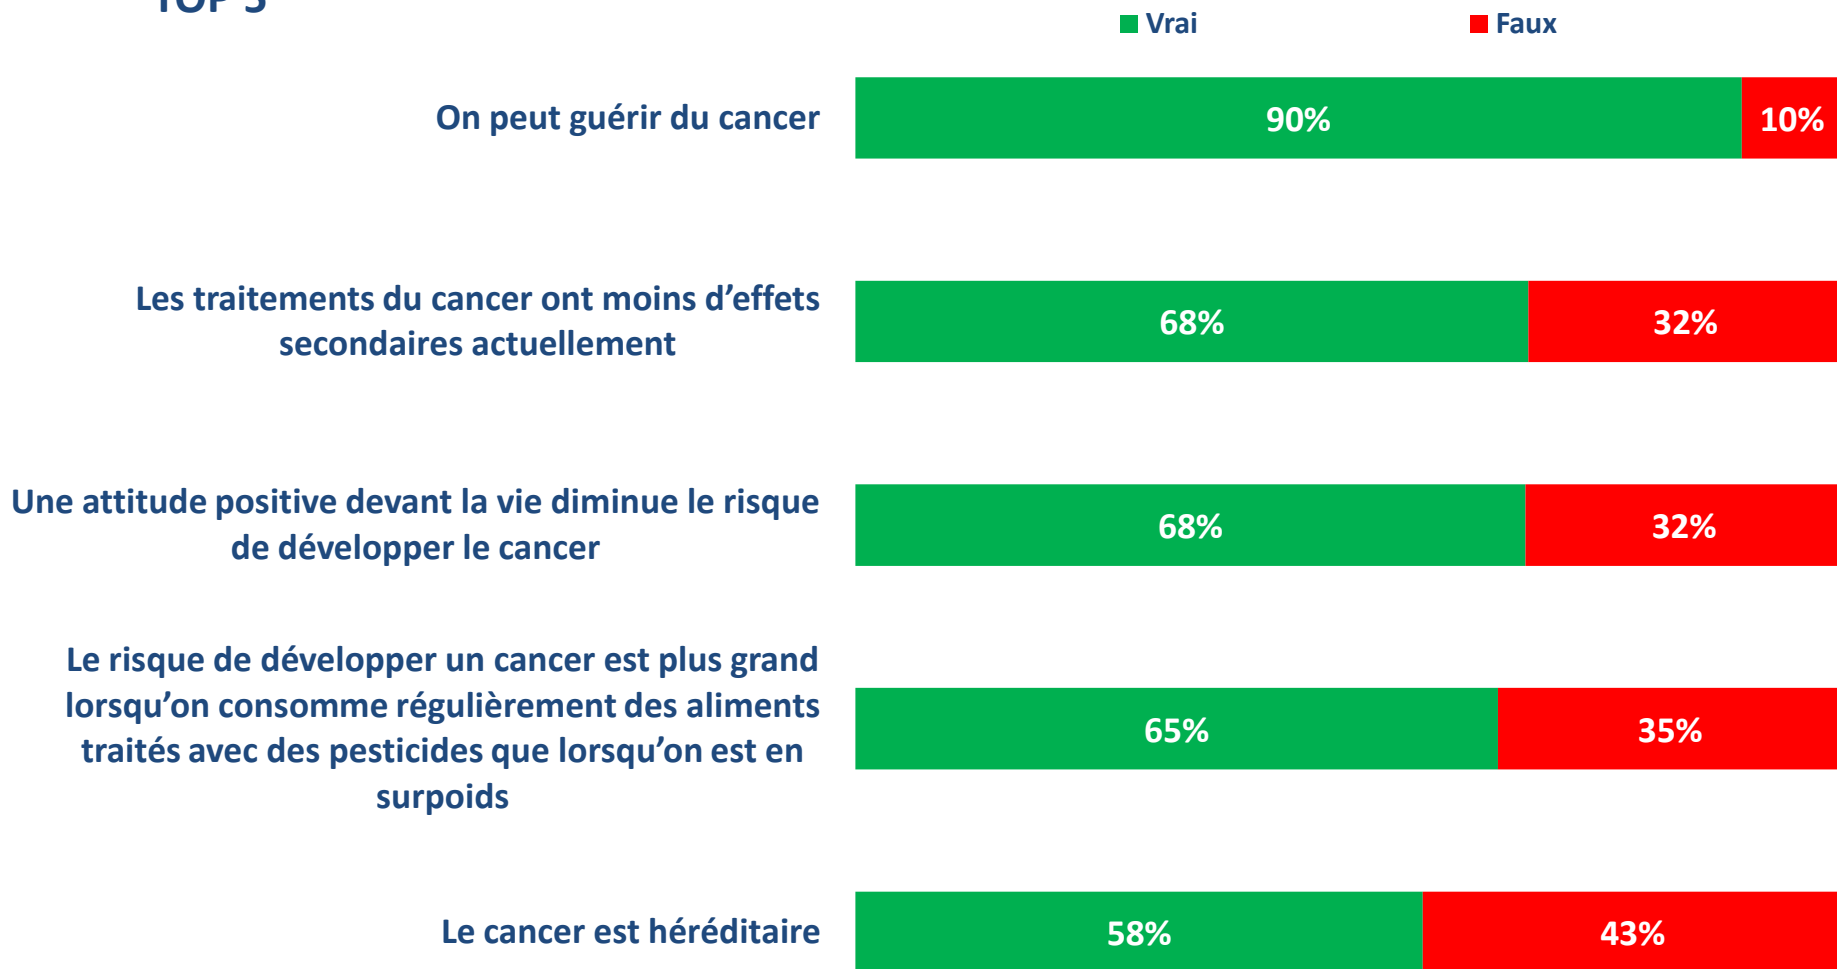 TOP 5
Vrai
Faux
On peut guérir du cancer
90%
10%
Les traitements du cancer ont moins d’effets
secondaires actuellement
68%
32%
Une attitude positive devant la vie diminue le risque
de développer le cancer
68%
32%
Le risque de développer un cancer est plus grand
lorsqu’on consomme régulièrement des aliments
traités avec des pesticides que lorsqu’on est en
surpoids
65%
35%
Le cancer est héréditaire
58%
43%